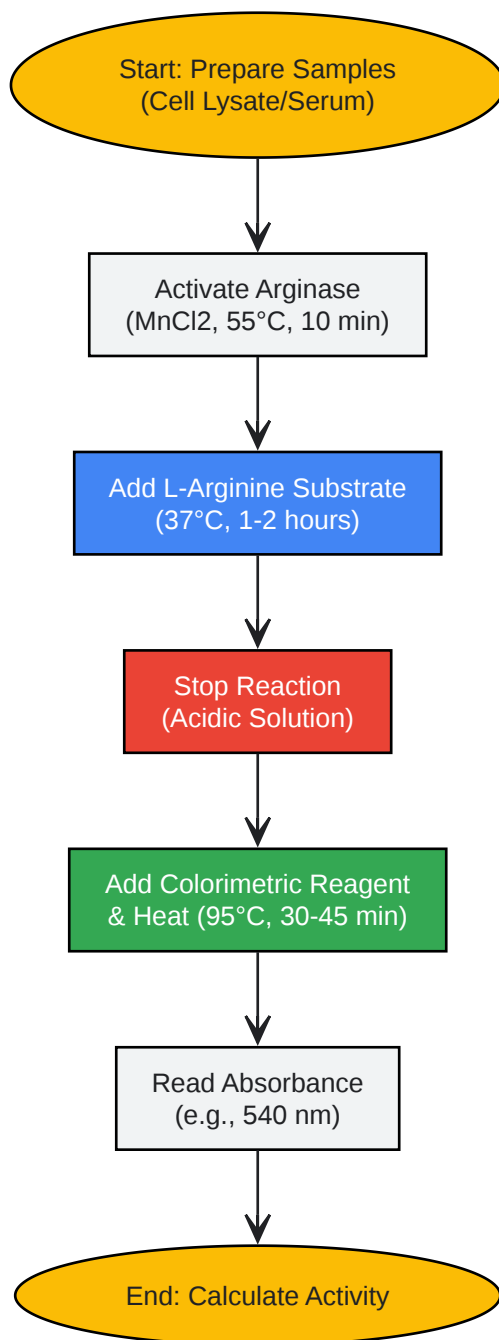 Start: Prepare Samples
(Cell Lysate/Serum)
Activate Arginase
(MnCl2, 55°C, 10 min)
Add L-Arginine Substrate
(37°C, 1-2 hours)
Stop Reaction
(Acidic Solution)
Add Colorimetric Reagent
& Heat (95°C, 30-45 min)
Read Absorbance
(e.g., 540 nm)
End: Calculate Activity